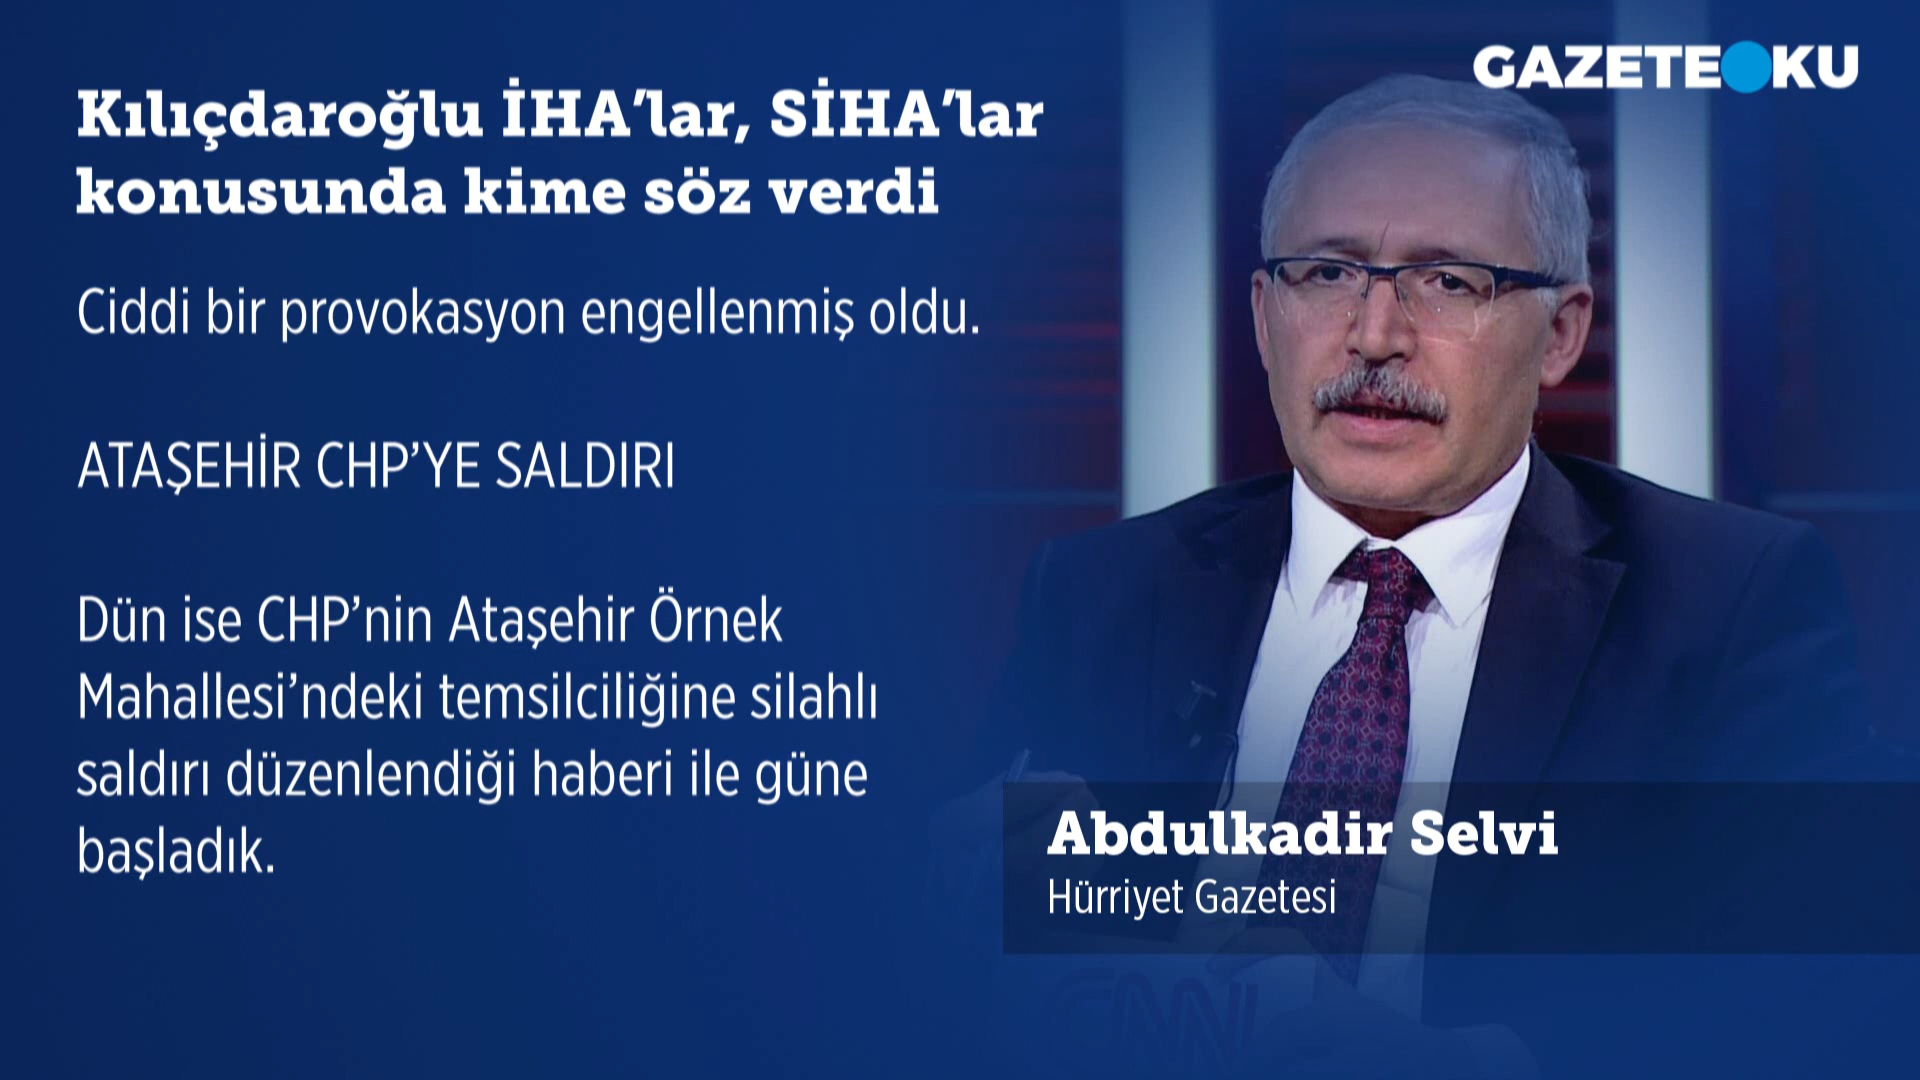 GAZETEOKU
Kılıçdaroğlu İHA’lar, SİHA’lar
konusunda kime söz verdi
Ciddi bir provokasyon engellenmiş oldu.
ATAŞEHİR CHP’YE SALDIRI
Dün ise CHP’nin Ataşehir Örnek
Mahallesi’ndeki temsilciliğine silahlı
saldırı düzenlendiği haberi ile güne
başladık.
Abdulkadir Selvi
Hürriyet Gazetesi
CNN